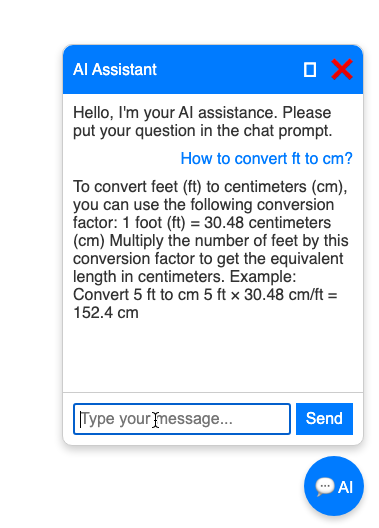 AI Assistant
Hello, I'm your AI assistance. Please
put your question in the chat prompt.
How to convert ft to cm?
To convert feet (ft) to centimeters (cm),
you can use the following conversion
factor: 1 foot (ft) = 30.48 centimeters
(cm) Multiply the number of feet by this
conversion factor to get the equivalent
length in centimeters. Example:
Convert 5 ft to cm 5 ft × 30.48 cm/ft =
152.4 cm
Type your message...
Send
AI